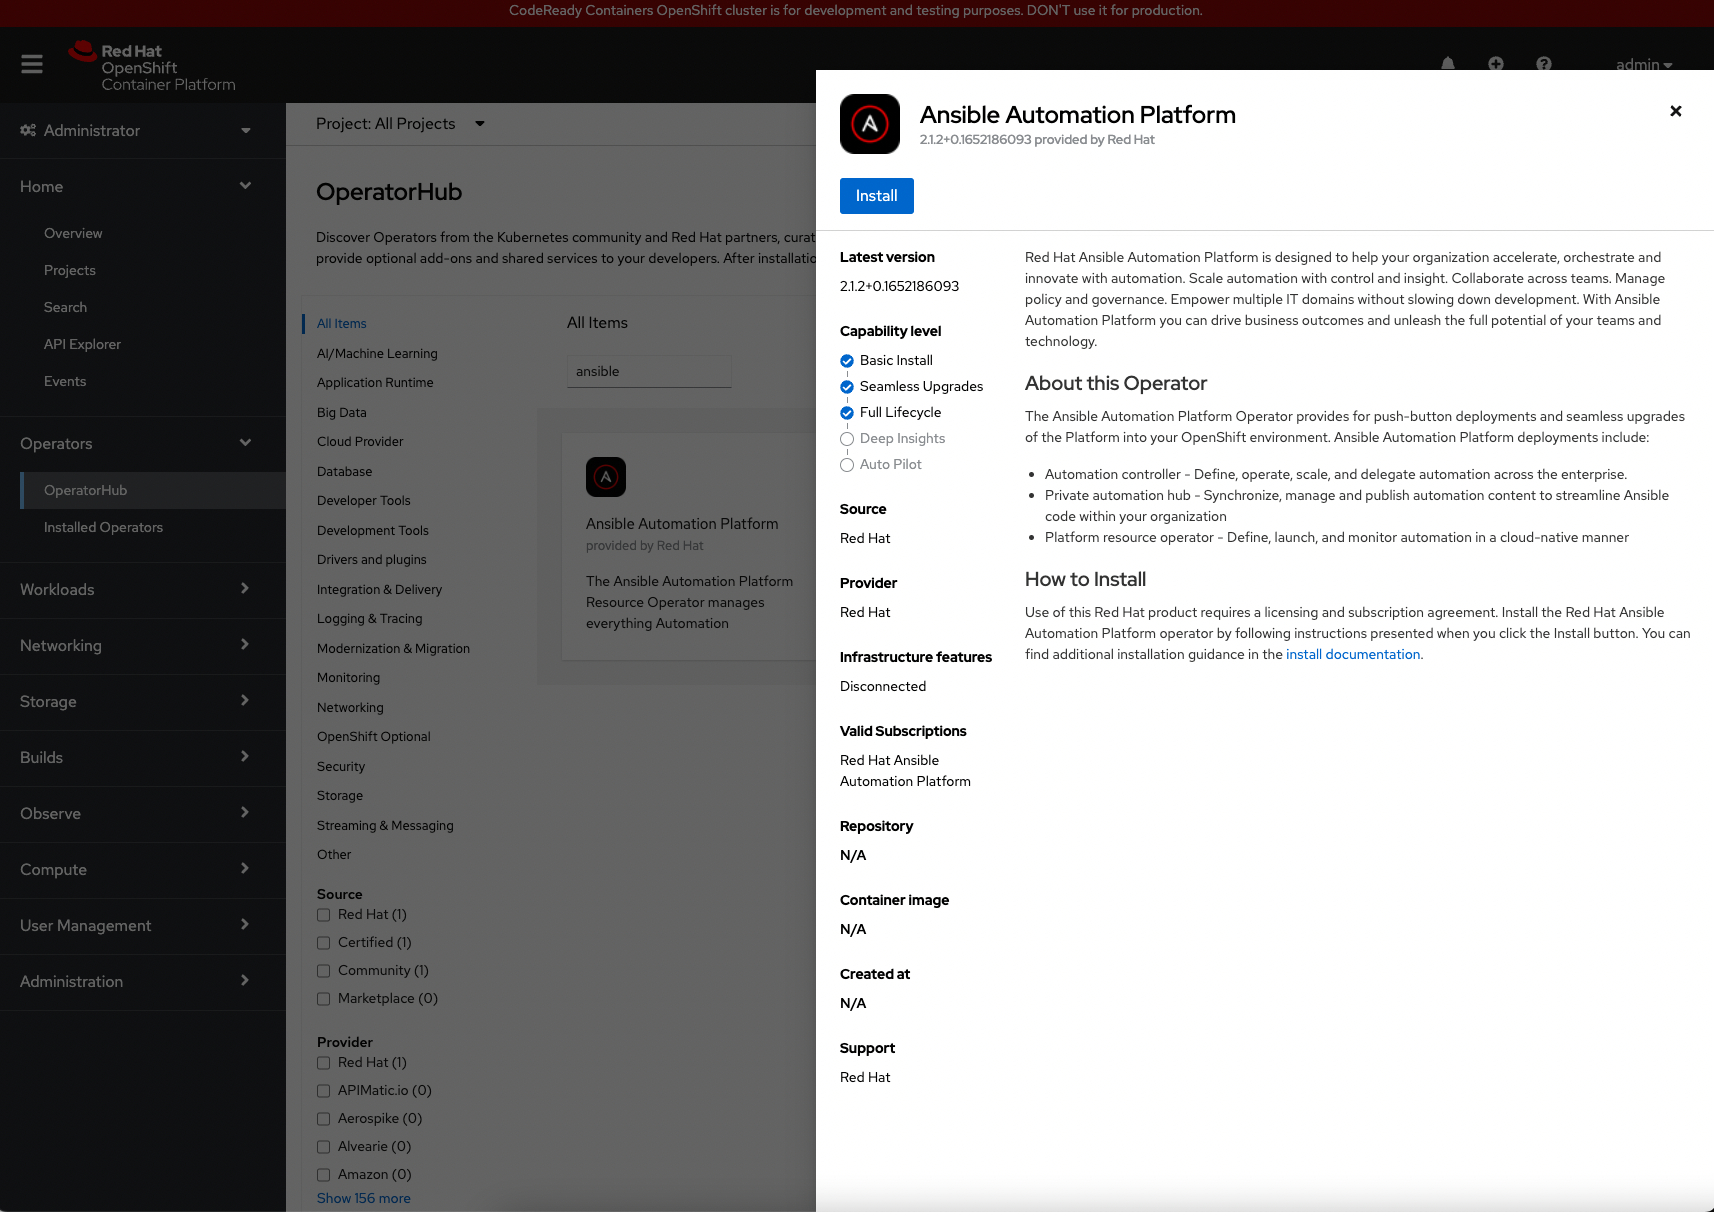 CodeReady Containers OpenShift cluster is for development and testing purposes. DON'T use it for production.
Red Hat
OpenShift
Container Platform
admin
Administrator
Home
Overview
Projects
Search
API Explorer
Events
Operators
OperatorHub
Installed Operators
Workloads
Networking
Storage
Builds
Observe
Compute
User Management
Administration
Project: All Projects
OperatorHub
Discover Operators from the Kubernetes community and Red Hat partners, curat
provide optional add-ons and shared services to your developers. After installatio
All Items
AI/Machine Learning
Application Runtime
Big Data
Cloud Provider
Database
Developer Tools
Development Tools
Drivers and plugins
Integration & Delivery
Logging & Tracing
Modernization & Migration
Monitoring
Networking
OpenShift Optional
Security
Storage
Streaming & Messaging
Other
Source
Red Hat (1)
Certified (1)
Community (1)
Marketplace (0)
Provider
Red Hat (1)
APIMatic.io (0)
Aerospike (0)
Alvearie (0)
Amazon (0)
Show 156 more
All Items
ansible
Ansible Automation Platform
provided by Red Hat
The Ansible Automation Platform
Resource Operator manages
everything Automation
Ansible Automation Platform
2.1.2+0.1652186093 provided by Red Hat
Install
Latest version
2.1.2+0.1652186093
Capability level
Basic Install
Seamless Upgrades
Full Lifecycle
Deep Insights
Auto Pilot
Source
Red Hat
Provider
Red Hat
Infrastructure features
Disconnected
Valid Subscriptions
Red Hat Ansible
Automation Platform
Repository
N/A
Container image
N/A
Created at
N/A
Support
Red Hat
Red Hat Ansible Automation Platform is designed to help your organization accelerate, orchestrate and
innovate with automation. Scale automation with control and insight. Collaborate across teams. Manage
policy and governance. Empower multiple IT domains without slowing down development. With Ansible
Automation Platform you can drive business outcomes and unleash the full potential of your teams and
technology.
About this Operator
The Ansible Automation Platform Operator provides for push-button deployments and seamless upgrades
of the Platform into your OpenShift environment. Ansible Automation Platform deployments include:
• Automation controller - Define, operate, scale, and delegate automation across the enterprise.
• Private automation hub - Synchronize, manage and publish automation content to streamline Ansible
code within your organization
• Platform resource operator - Define, launch, and monitor automation in a cloud-native manner
How to Install
Use of this Red Hat product requires a licensing and subscription agreement. Install the Red Hat Ansible
Automation Platform operator by following instructions presented when you click the Install button. You can
find additional installation guidance in the install documentation.